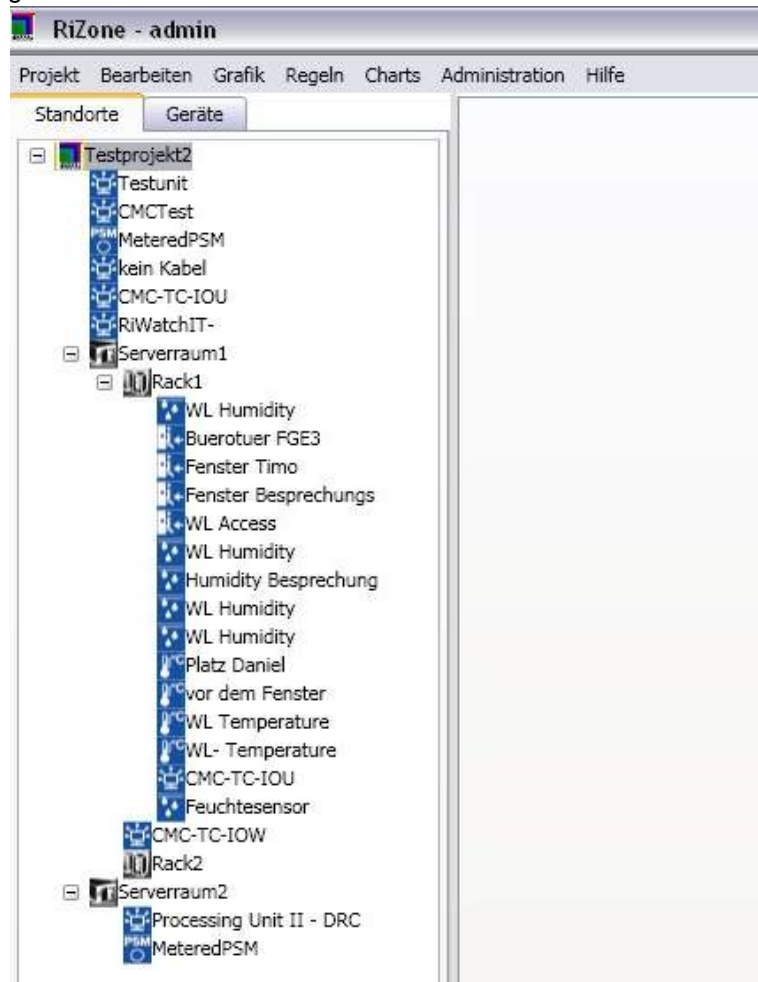 RiZone - admin
Projekt Bearbeiten Grafik Regeln Charts Administration Hilfe
Standorte Geräte
Testprojekt2
Testunit
CMCTest
PSM MeteredPSM
kein Kabel
CMC-TC-IOU
RiWatchIT-
Serverraum1
Rack1
WL Humidity
Buerotuer FGE3
Fenster Timo
Fenster Besprechungs
WL Access
WL Humidity
Humidity Besprechung
WL Humidity
WL Humidity
°C Platz Daniel
°C vor dem Fenster
°C WL Temperature
°C WL- Temperature
CMC-TC-IOU
Feuchtesensor
CMC-TC-IOW
Rack2
Serverraum2
Processing Unit II - DRC
PSM MeteredPSM